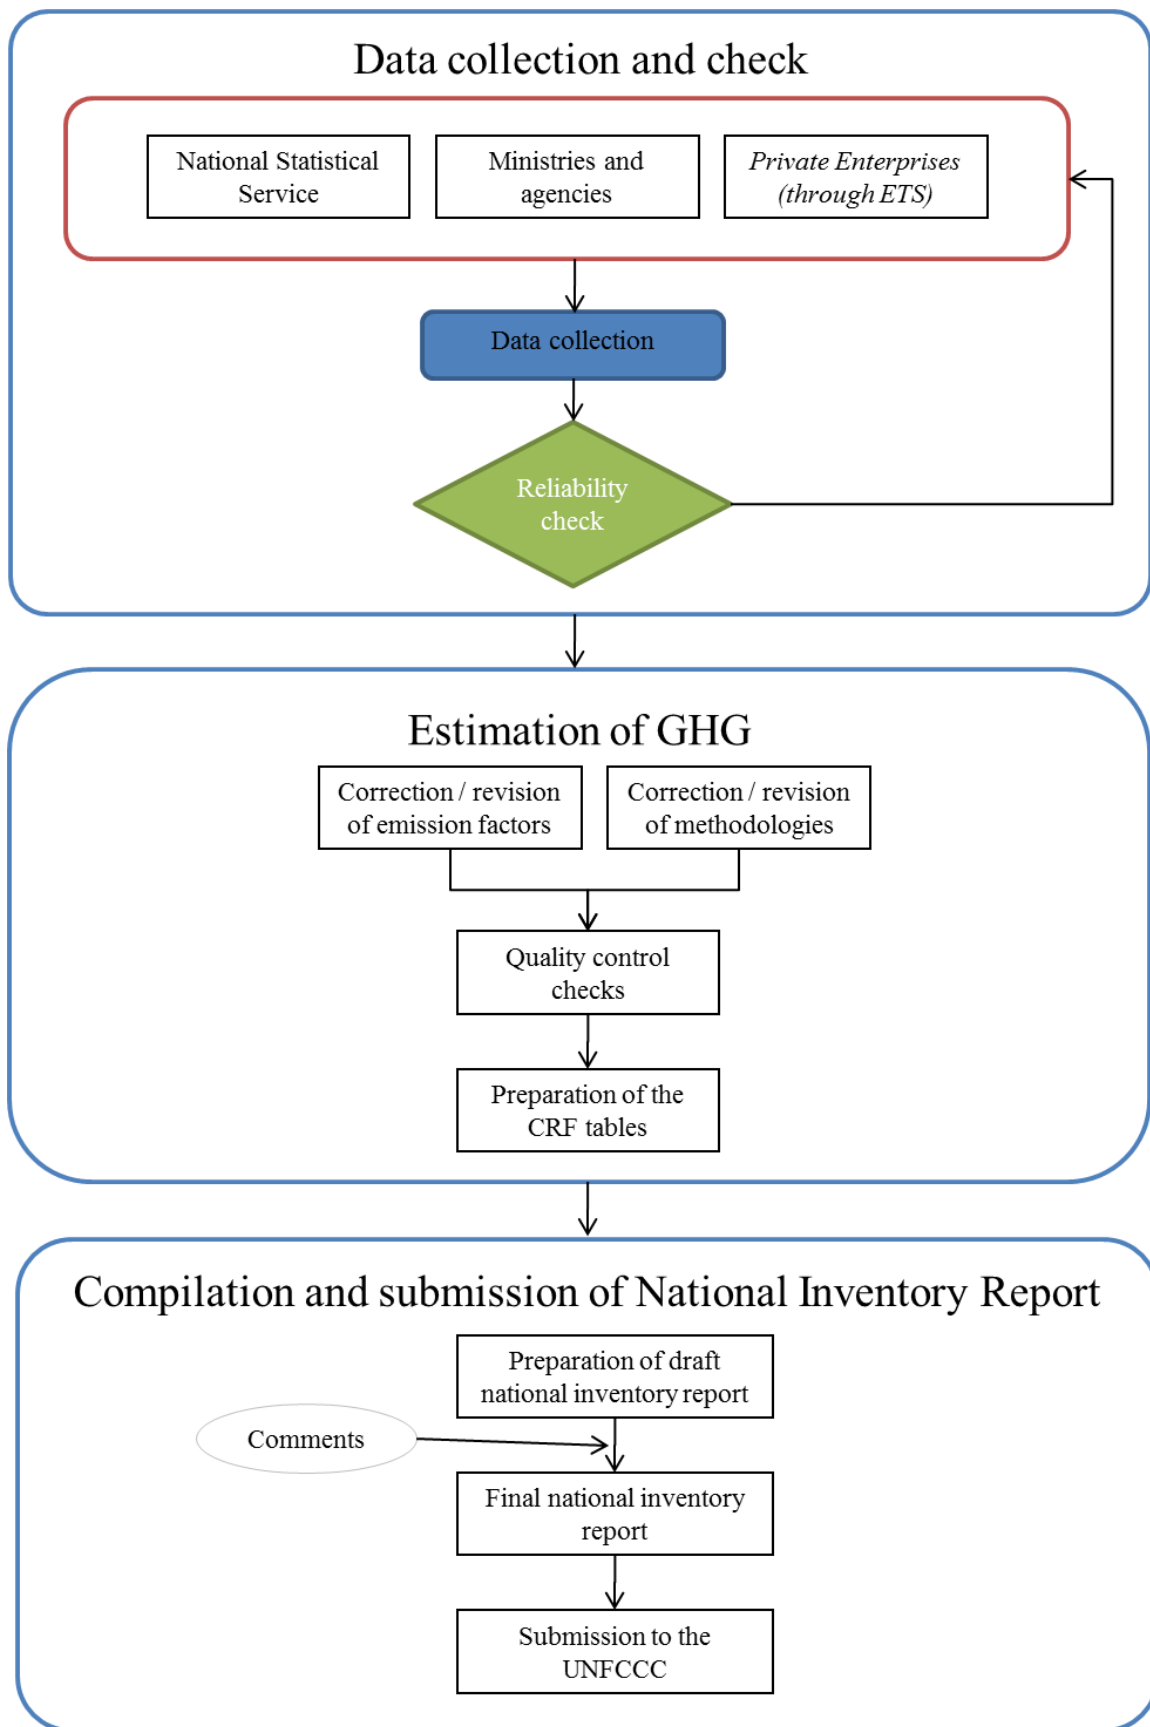 Data collection and check
National Statistical
Service
Ministries and
agencies
Private Enterprises
(through ETS)
Data collection
Reliability
check
Estimation of GHG
Correction / revision
of emission factors
Correction / revision
of methodologies
Quality control
checks
Preparation of the
CRF tables
Compilation and submission of National Inventory Report
Preparation of draft
national inventory report
Comments
Final national inventory
report
Submission to the
UNFCCC